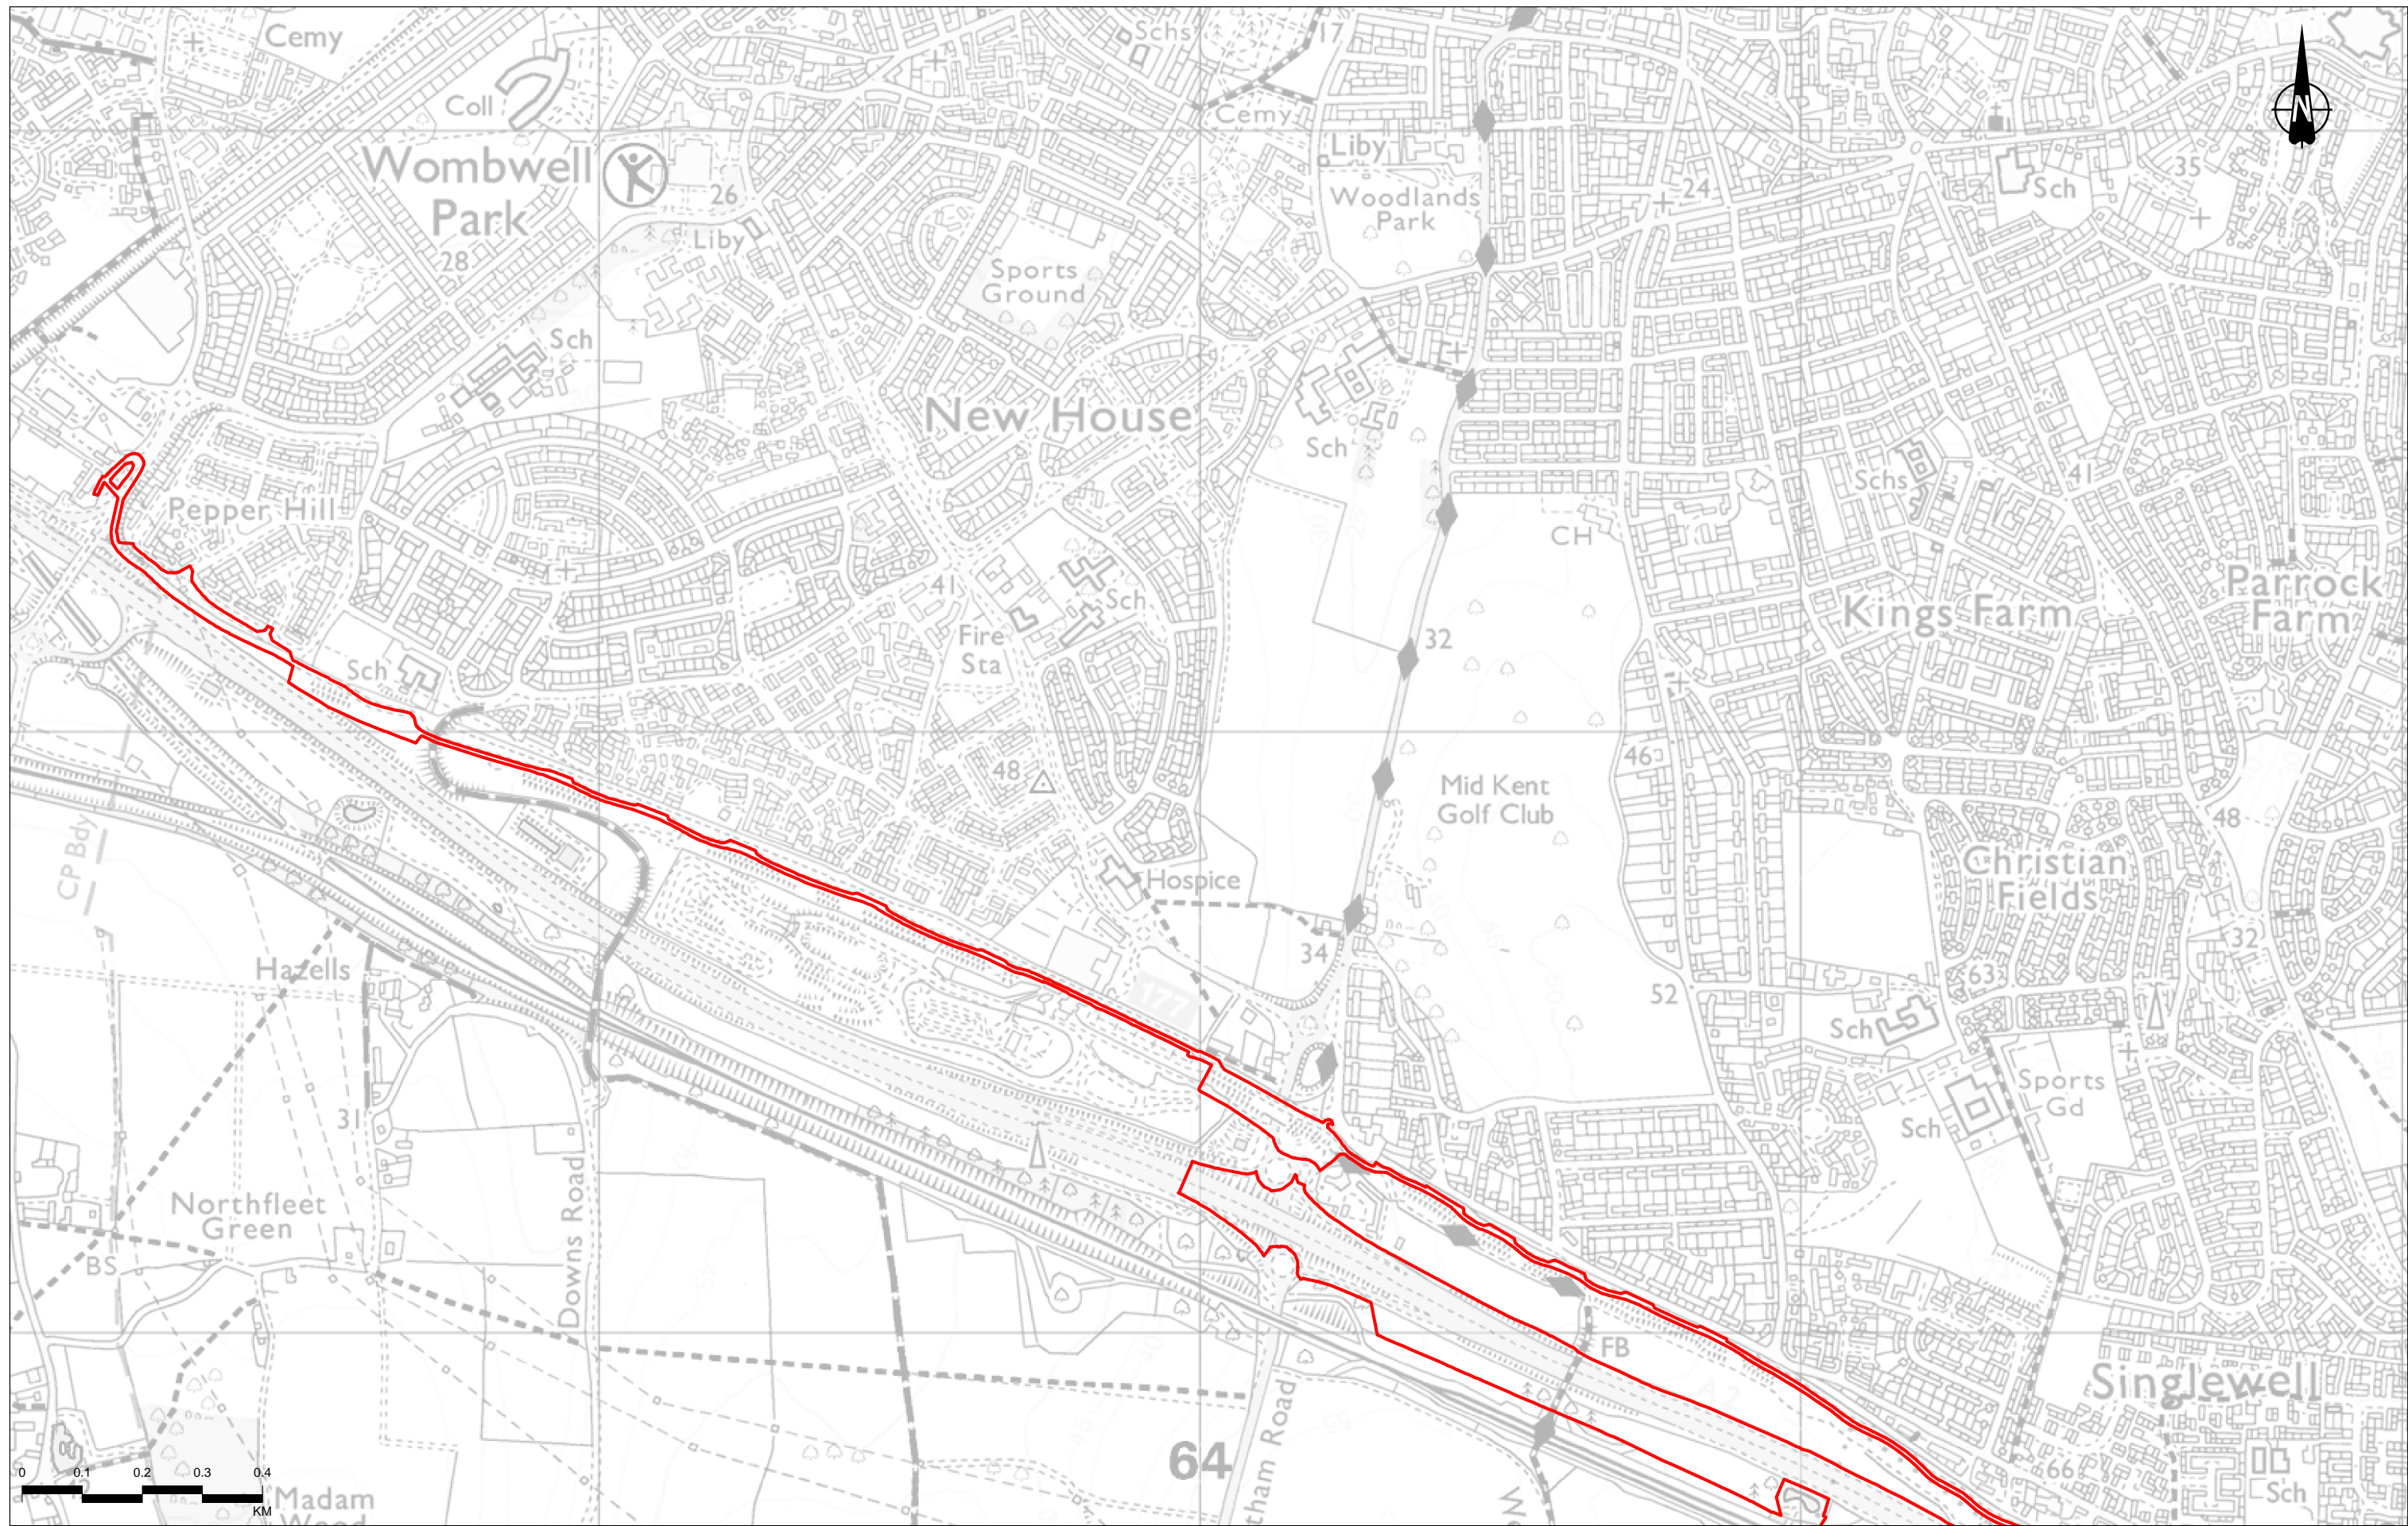 Cemy
Schs
17
Coll
Cemy
N
Wombwell
Park
26
Liby
Woodlands
Park
24
Sch
35
28
Liby
Sports
Ground
Sch
New House
Sch
Schs
41
Pepper Hill
CH
41
Sch
Fire
Sta
32
Kings Farm
Parrock
Farm
Sch
48
46
Mid Kent
Golf Club
48
CP Bdy
Christian
Fields
Hospice
32
Hazells
34
63
177
52
Sch
31
Sports
Gd
Sch
Northfleet
Green
BS
Downs Road
FB
A2
Singlewell
64
tham Road
66
Sch
0 0.1 0.2 0.3 0.4
KM
Madam
Wood